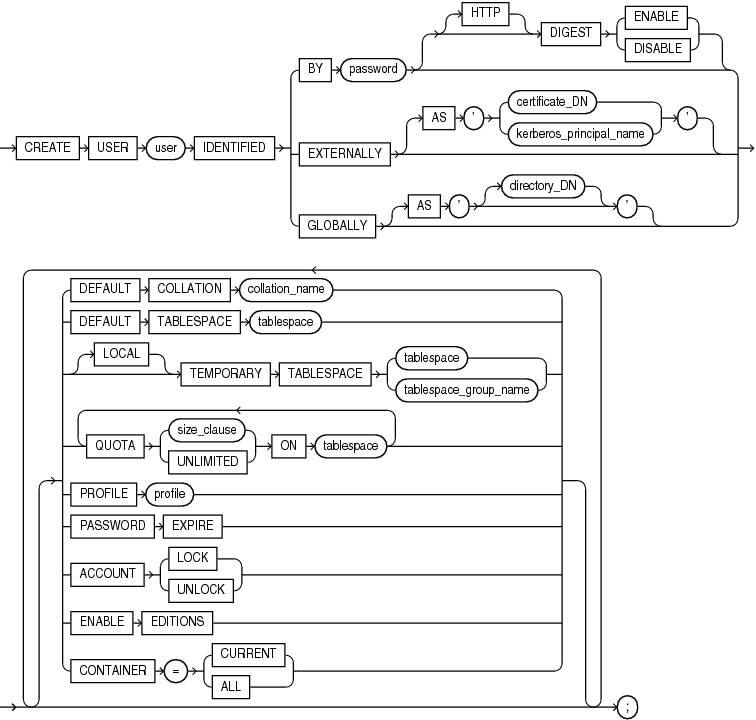 HTTP
DIGEST
ENABLE
DISABLE
BY password
AS ' certificate_DN '
kerberos_principal_name
CREATE USER user IDENTIFIED
EXTERNALLY
AS ' directory_DN '
GLOBALLY
DEFAULT COLLATION collation_name
DEFAULT TABLESPACE tablespace
LOCAL
TEMPORARY TABLESPACE
tablespace
tablespace_group_name
QUOTA
size_clause
UNLIMITED
ON tablespace
PROFILE profile
PASSWORD EXPIRE
ACCOUNT
LOCK
UNLOCK
ENABLE EDITIONS
CONTAINER =
CURRENT
ALL
;